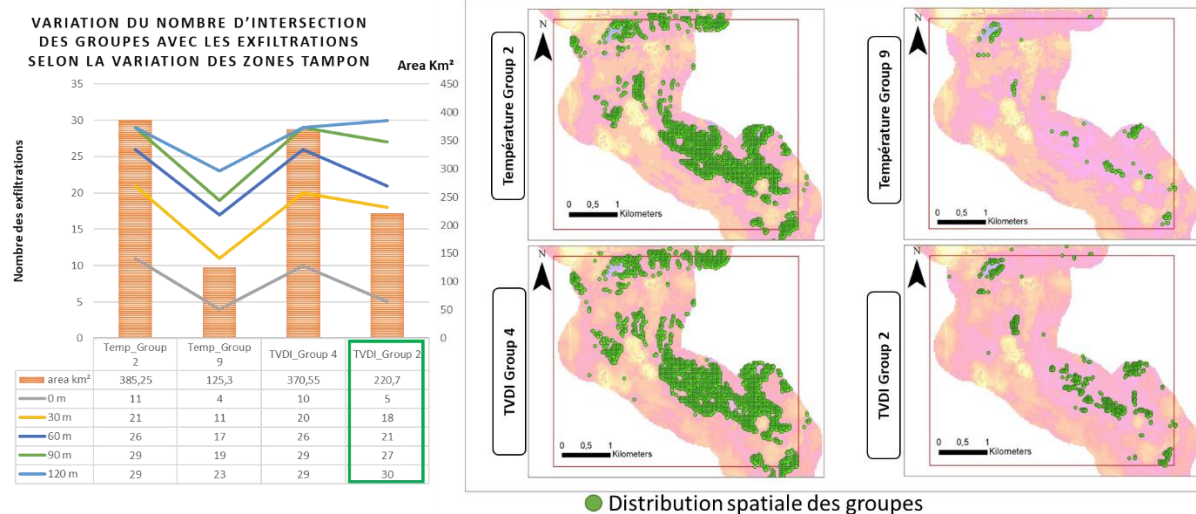 VARIATION DU NOMBRE D'INTERSECTION
DES GROUPES AVEC LES EXFILTRATIONS
SELON LA VARIATION DES ZONES TAMPON
Area Km²
Nombre des exfiltrations
35
30
25
20
15
10
5
0
450
400
350
300
250
200
150
100
50
0
Temp_Group 2 Temp_Group 9 TVDI_Group 4 TVDI_Group 2
area km² 385,25 125,3 370,55 220,7
0 m 11 4 10 5
30 m 21 11 20 18
60 m 26 17 26 21
90 m 29 19 29 27
120 m 29 23 29 30
Température Group 2
N
0 0,5 1
Kilometers
Température Group 9
N
0 0,5 1
Kilometers
TVDI Group 4
N
0 0,5 1
Kilometers
TVDI Group 2
N
0 0,5 1
Kilometers
Distribution spatiale des groupes